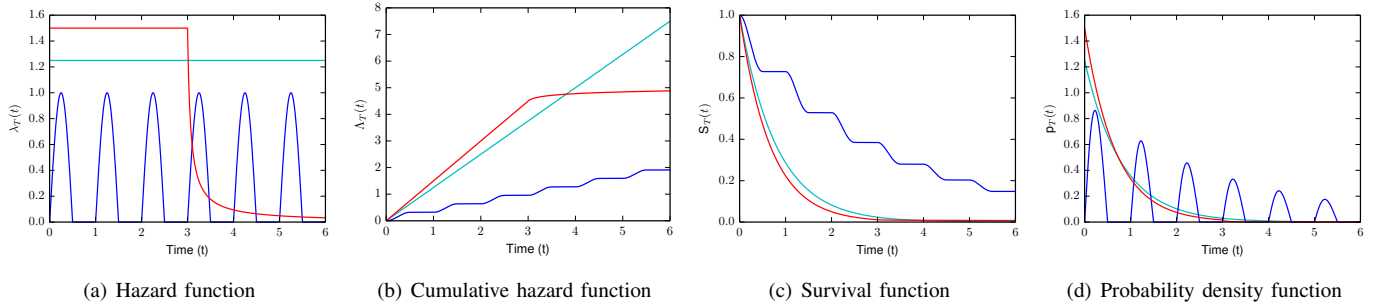 1.6
1.4
1.2
1.0
0.8
0.6
0.4
0.2
0.0
λ_T(t)
0 1 2 3 4 5 6
Time (t)
(a) Hazard function
8
7
6
5
4
3
2
1
0
Λ_T(t)
0 1 2 3 4 5 6
Time (t)
(b) Cumulative hazard function
1.0
0.8
0.6
0.4
0.2
0.0
S_T(t)
0 1 2 3 4 5 6
Time (t)
(c) Survival function
1.6
1.4
1.2
1.0
0.8
0.6
0.4
0.2
0.0
p_T(t)
0 1 2 3 4 5 6
Time (t)
(d) Probability density function